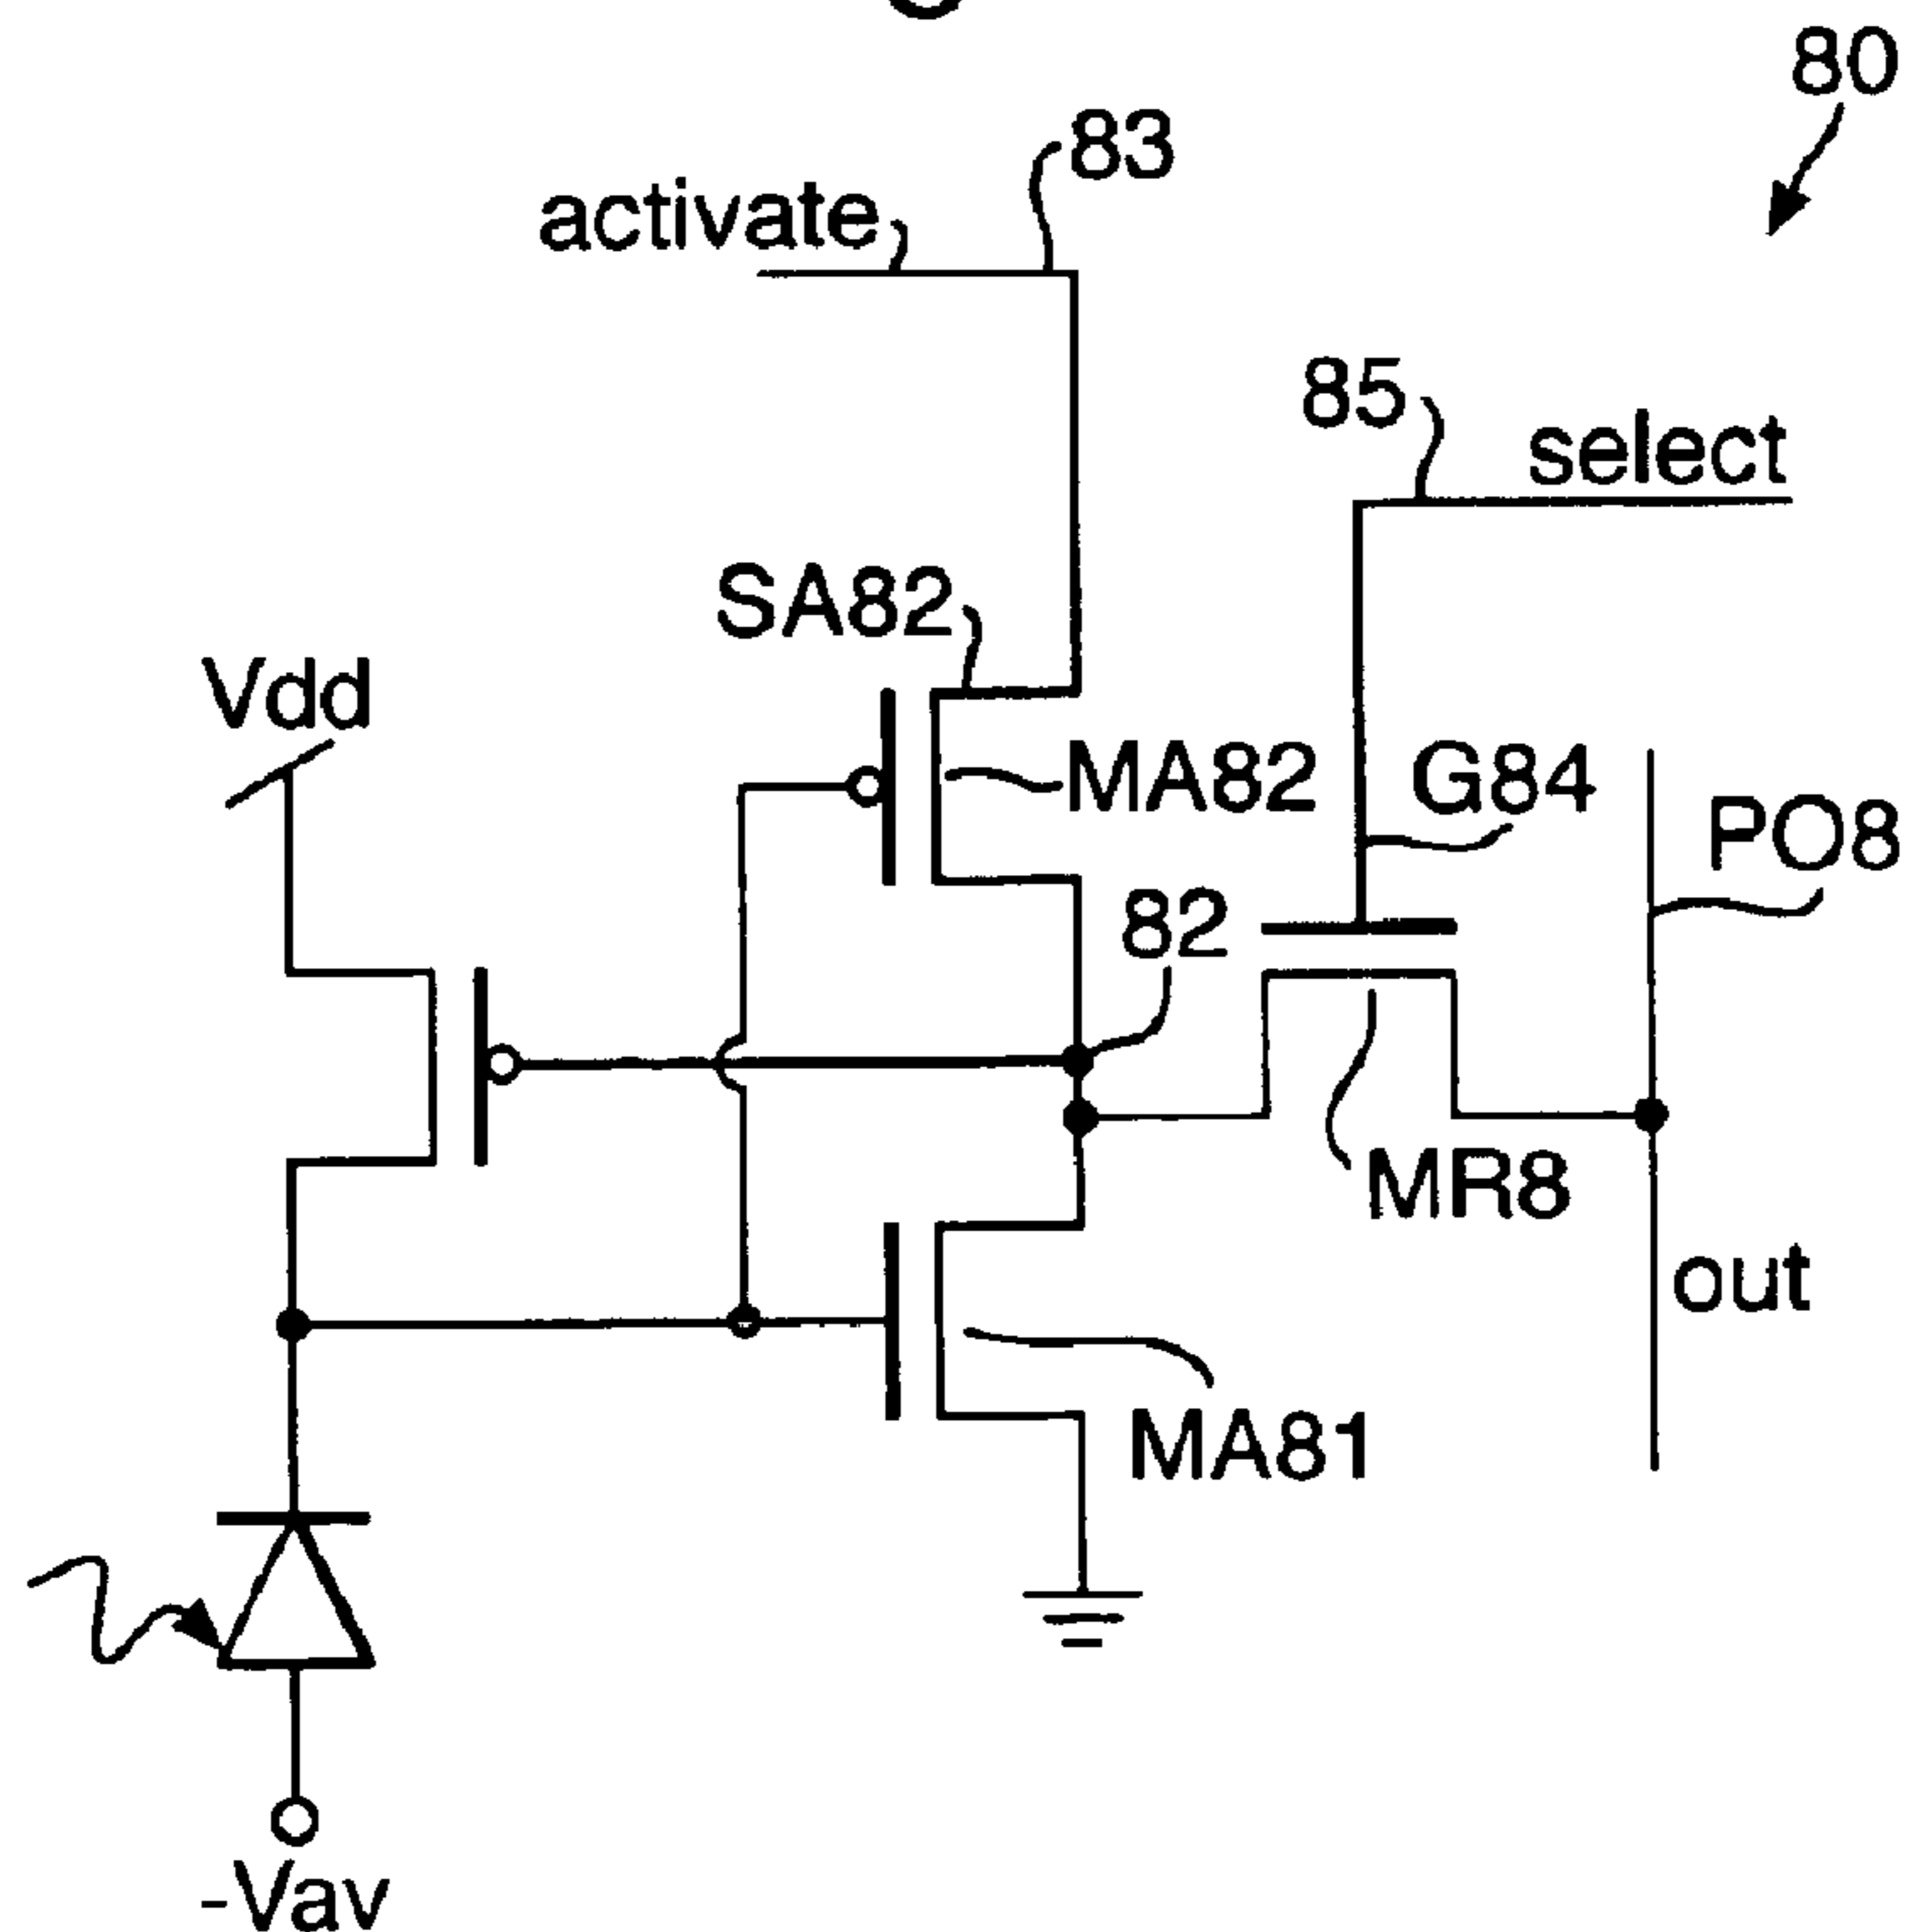 80
83
activate
85
select
SA82
Vdd
MA82
G84
PO8
82
MR8
out
MA81
-Vav